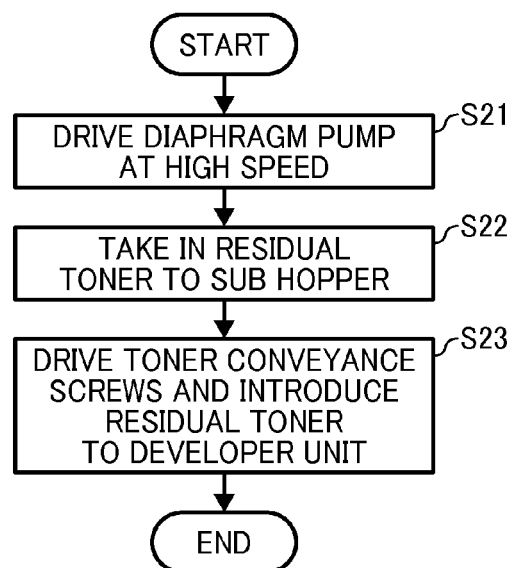 START
S21
DRIVE DIAPHRAGM PUMP
AT HIGH SPEED
S22
TAKE IN RESIDUAL
TONER TO SUB HOPPER
S23
DRIVE TONER CONVEYANCE
SCREWS AND INTRODUCE
RESIDUAL TONER
TO DEVELOPER UNIT
END